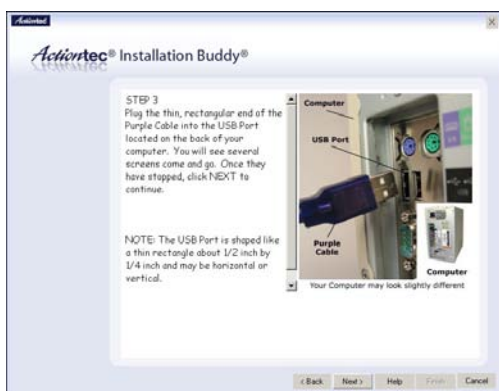 Actiontec
Actiontec® Installation Buddy®
STEP 3
Plug the thin, rectangular end of the
Purple Cable into the USB Port
located on the back of your
computer. You will see several
screens come and go. Once they
have stopped, click NEXT to
continue.
NOTE: The USB Port is shaped like
a thin rectangle about 1/2 inch by
1/4 inch and may be horizontal or
vertical.
Computer
USB Port
Purple
Cable
Computer
Your Computer may look slightly different
< Back
Next >
Help
Finish
Cancel